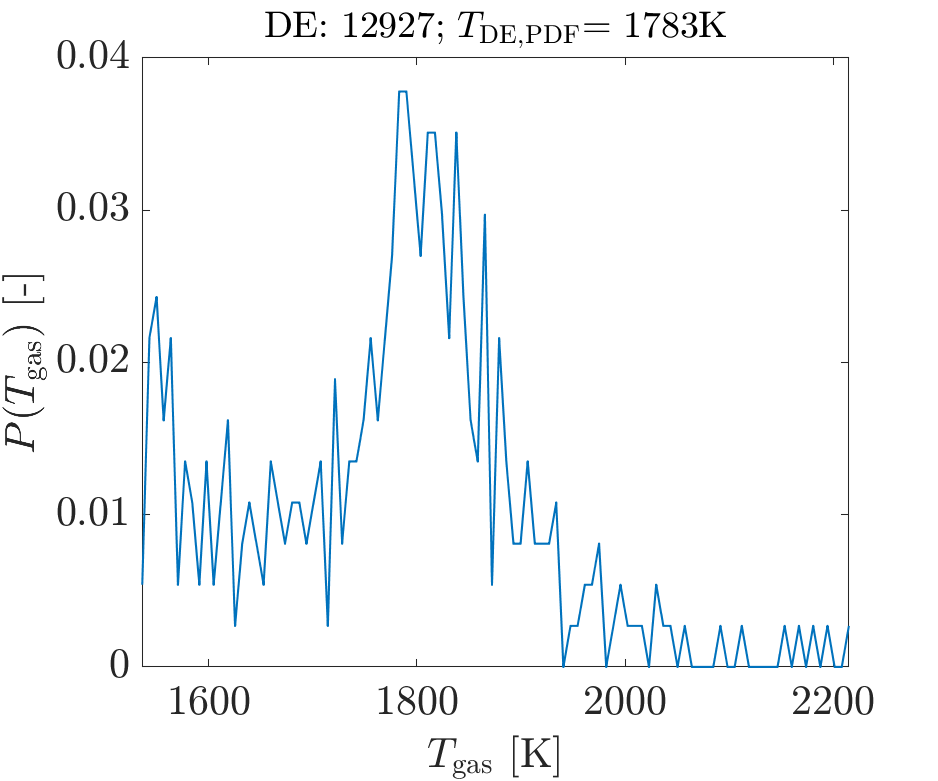 DE: 12927; T_DE,PDF= 1783K
0.04
0.03
0.02
0.01
0
P(T_gas) [-]
1600 1800 2000 2200
T_gas [K]